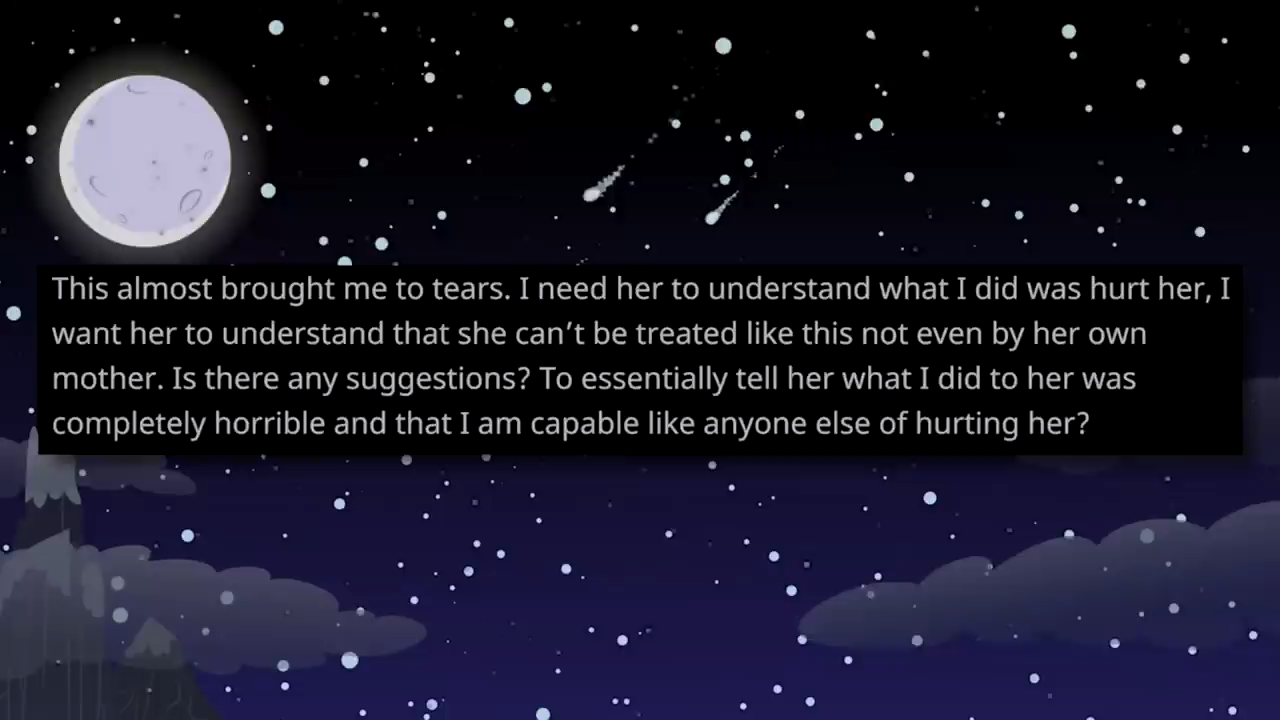 This almost brought me to tears. I need her to understand what I did was hurt her, I
want her to understand that she can’t be treated like this not even by her own
mother. Is there any suggestions? To essentially tell her what I did to her was
completely horrible and that I am capable like anyone else of hurting her?